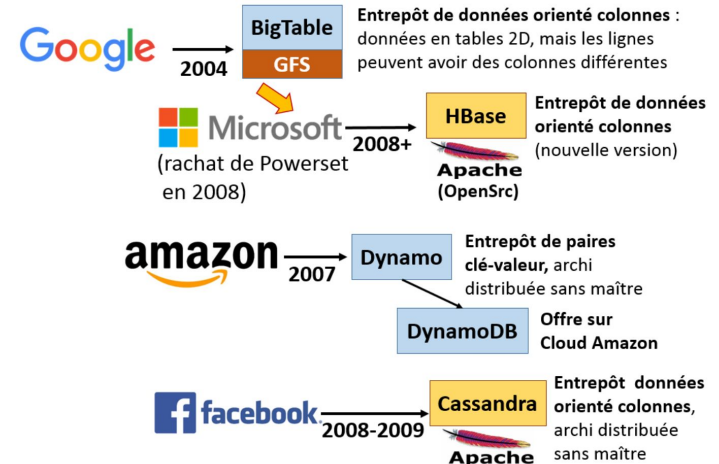 Google
2004
BigTable
GFS
Entrepôt de données orienté colonnes :
données en tables 2D, mais les lignes
peuvent avoir des colonnes différentes
Microsoft
(rachat de Powerset
en 2008)
2008+
HBase
Apache
(OpenSrc)
Entrepôt de données
orienté colonnes
(nouvelle version)
amazon
2007
Dynamo
Entrepôt de paires
clé-valeur, archi
distribuée sans maître
DynamoDB
Offre sur
Cloud Amazon
facebook
2008-2009
Cassandra
Apache
Entrepôt données
orienté colonnes,
archi distribuée
sans maître